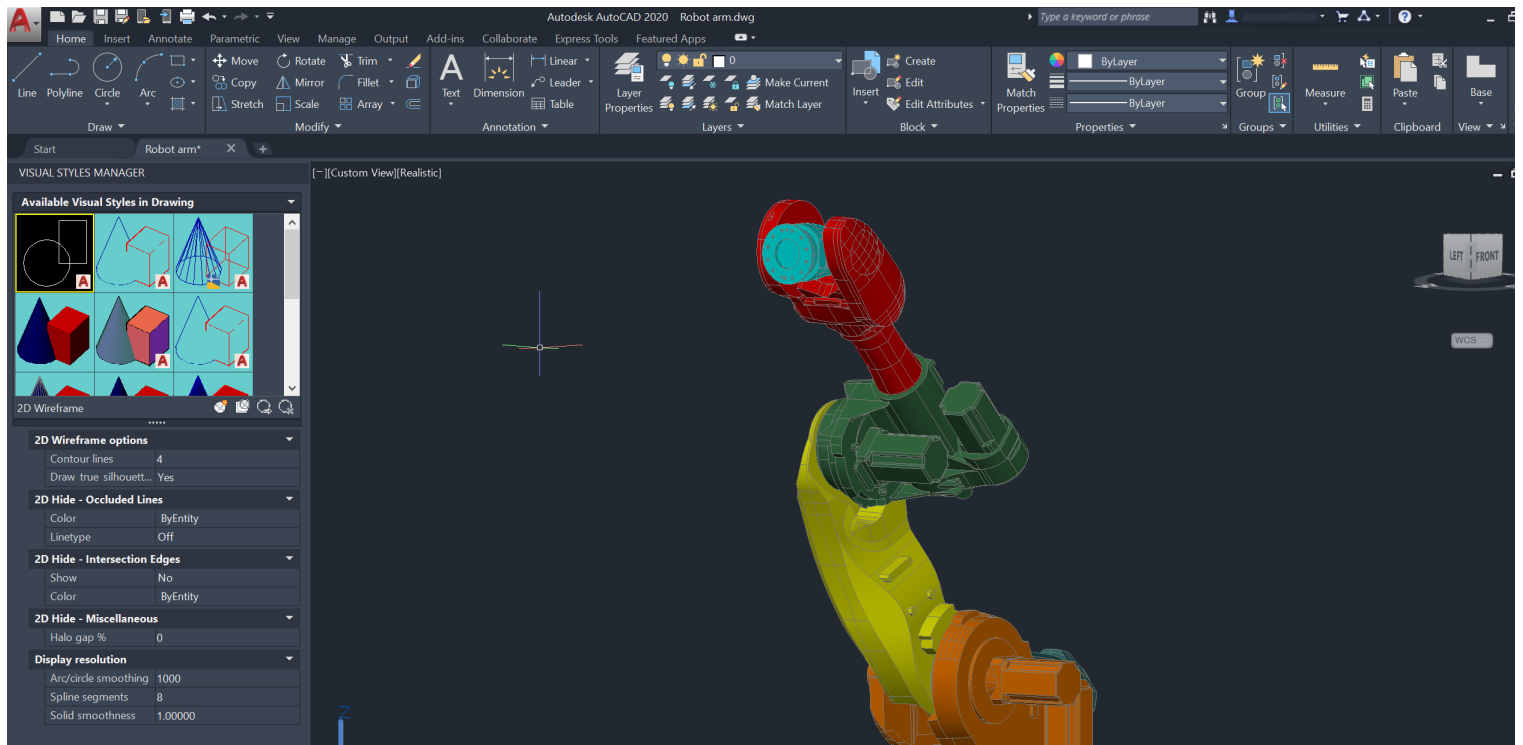 Autodesk AutoCAD 2020 Robot arm.dwg Type a keyword or phrase
Home Insert Annotate Parametric View Manage Output Add-ins Collaborate Express Tools Featured Apps
Line Polyline Circle Arc
Move Rotate Trim
Copy Mirror Fillet
Stretch Scale Array
Text Dimension
Linear
Leader
Table
Layer Properties
0
Make Current
Match Layer
Insert
Create
Edit
Edit Attributes
Match Properties
ByLayer
ByLayer
ByLayer
Group
Measure
Paste
Base
Draw Modify Annotation Layers Block Properties Groups Utilities Clipboard View
Start Robot arm* X +
VISUAL STYLES MANAGER
[−][Custom View][Realistic]
Available Visual Styles in Drawing
LEFT FRONT
WCS
2D Wireframe
2D Wireframe options
Contour lines 4
Draw true silhouett... Yes
2D Hide - Occluded Lines
Color ByEntity
Linetype Off
2D Hide - Intersection Edges
Show No
Color ByEntity
2D Hide - Miscellaneous
Halo gap % 0
Display resolution
Arc/circle smoothing 1000
Spline segments 8
Solid smoothness 1.00000
Z